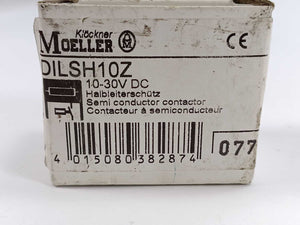 Klöckner
MOELLER
CE
DILSH10Z
10-30V DC
Halbleiterschütz
Semi conductor contactor
Contacteur à semiconducteur
4 015080 382874
077